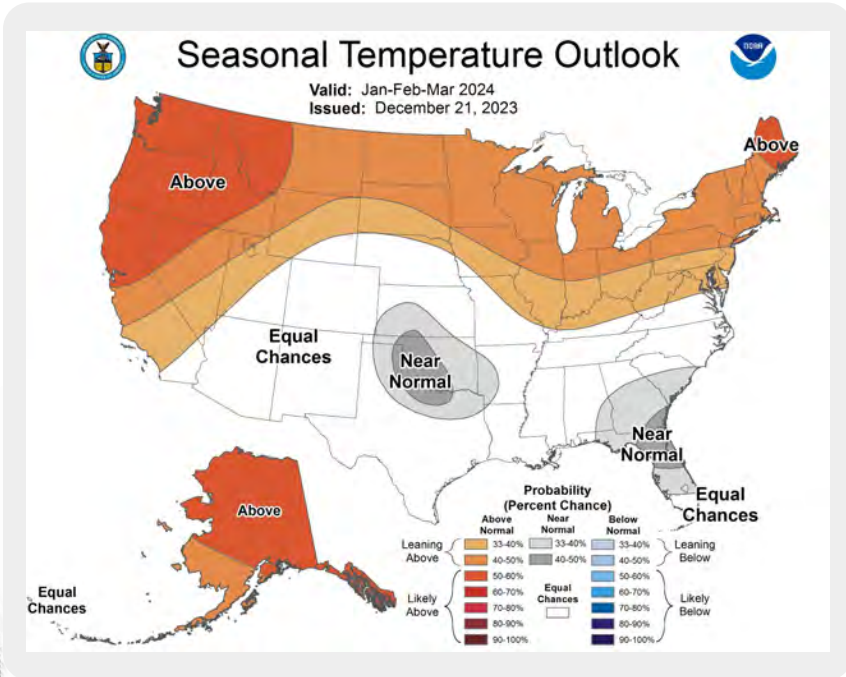 Seasonal Temperature Outlook
NOAA
Valid: Jan-Feb-Mar 2024
Issued: December 21, 2023
Above
Above
Equal
Chances
Near
Normal
Near
Normal
Equal
Chances
Above
Equal
Chances
Probability
(Percent Chance)
Above
Normal
Near
Normal
Below
Normal
Leaning
Above
33-40%
40-50%
33-40%
40-50%
33-40%
40-50%
Leaning
Below
Likely
Above
50-60%
60-70%
70-80%
80-90%
90-100%
Equal
Chances
50-60%
60-70%
70-80%
80-90%
90-100%
Likely
Below